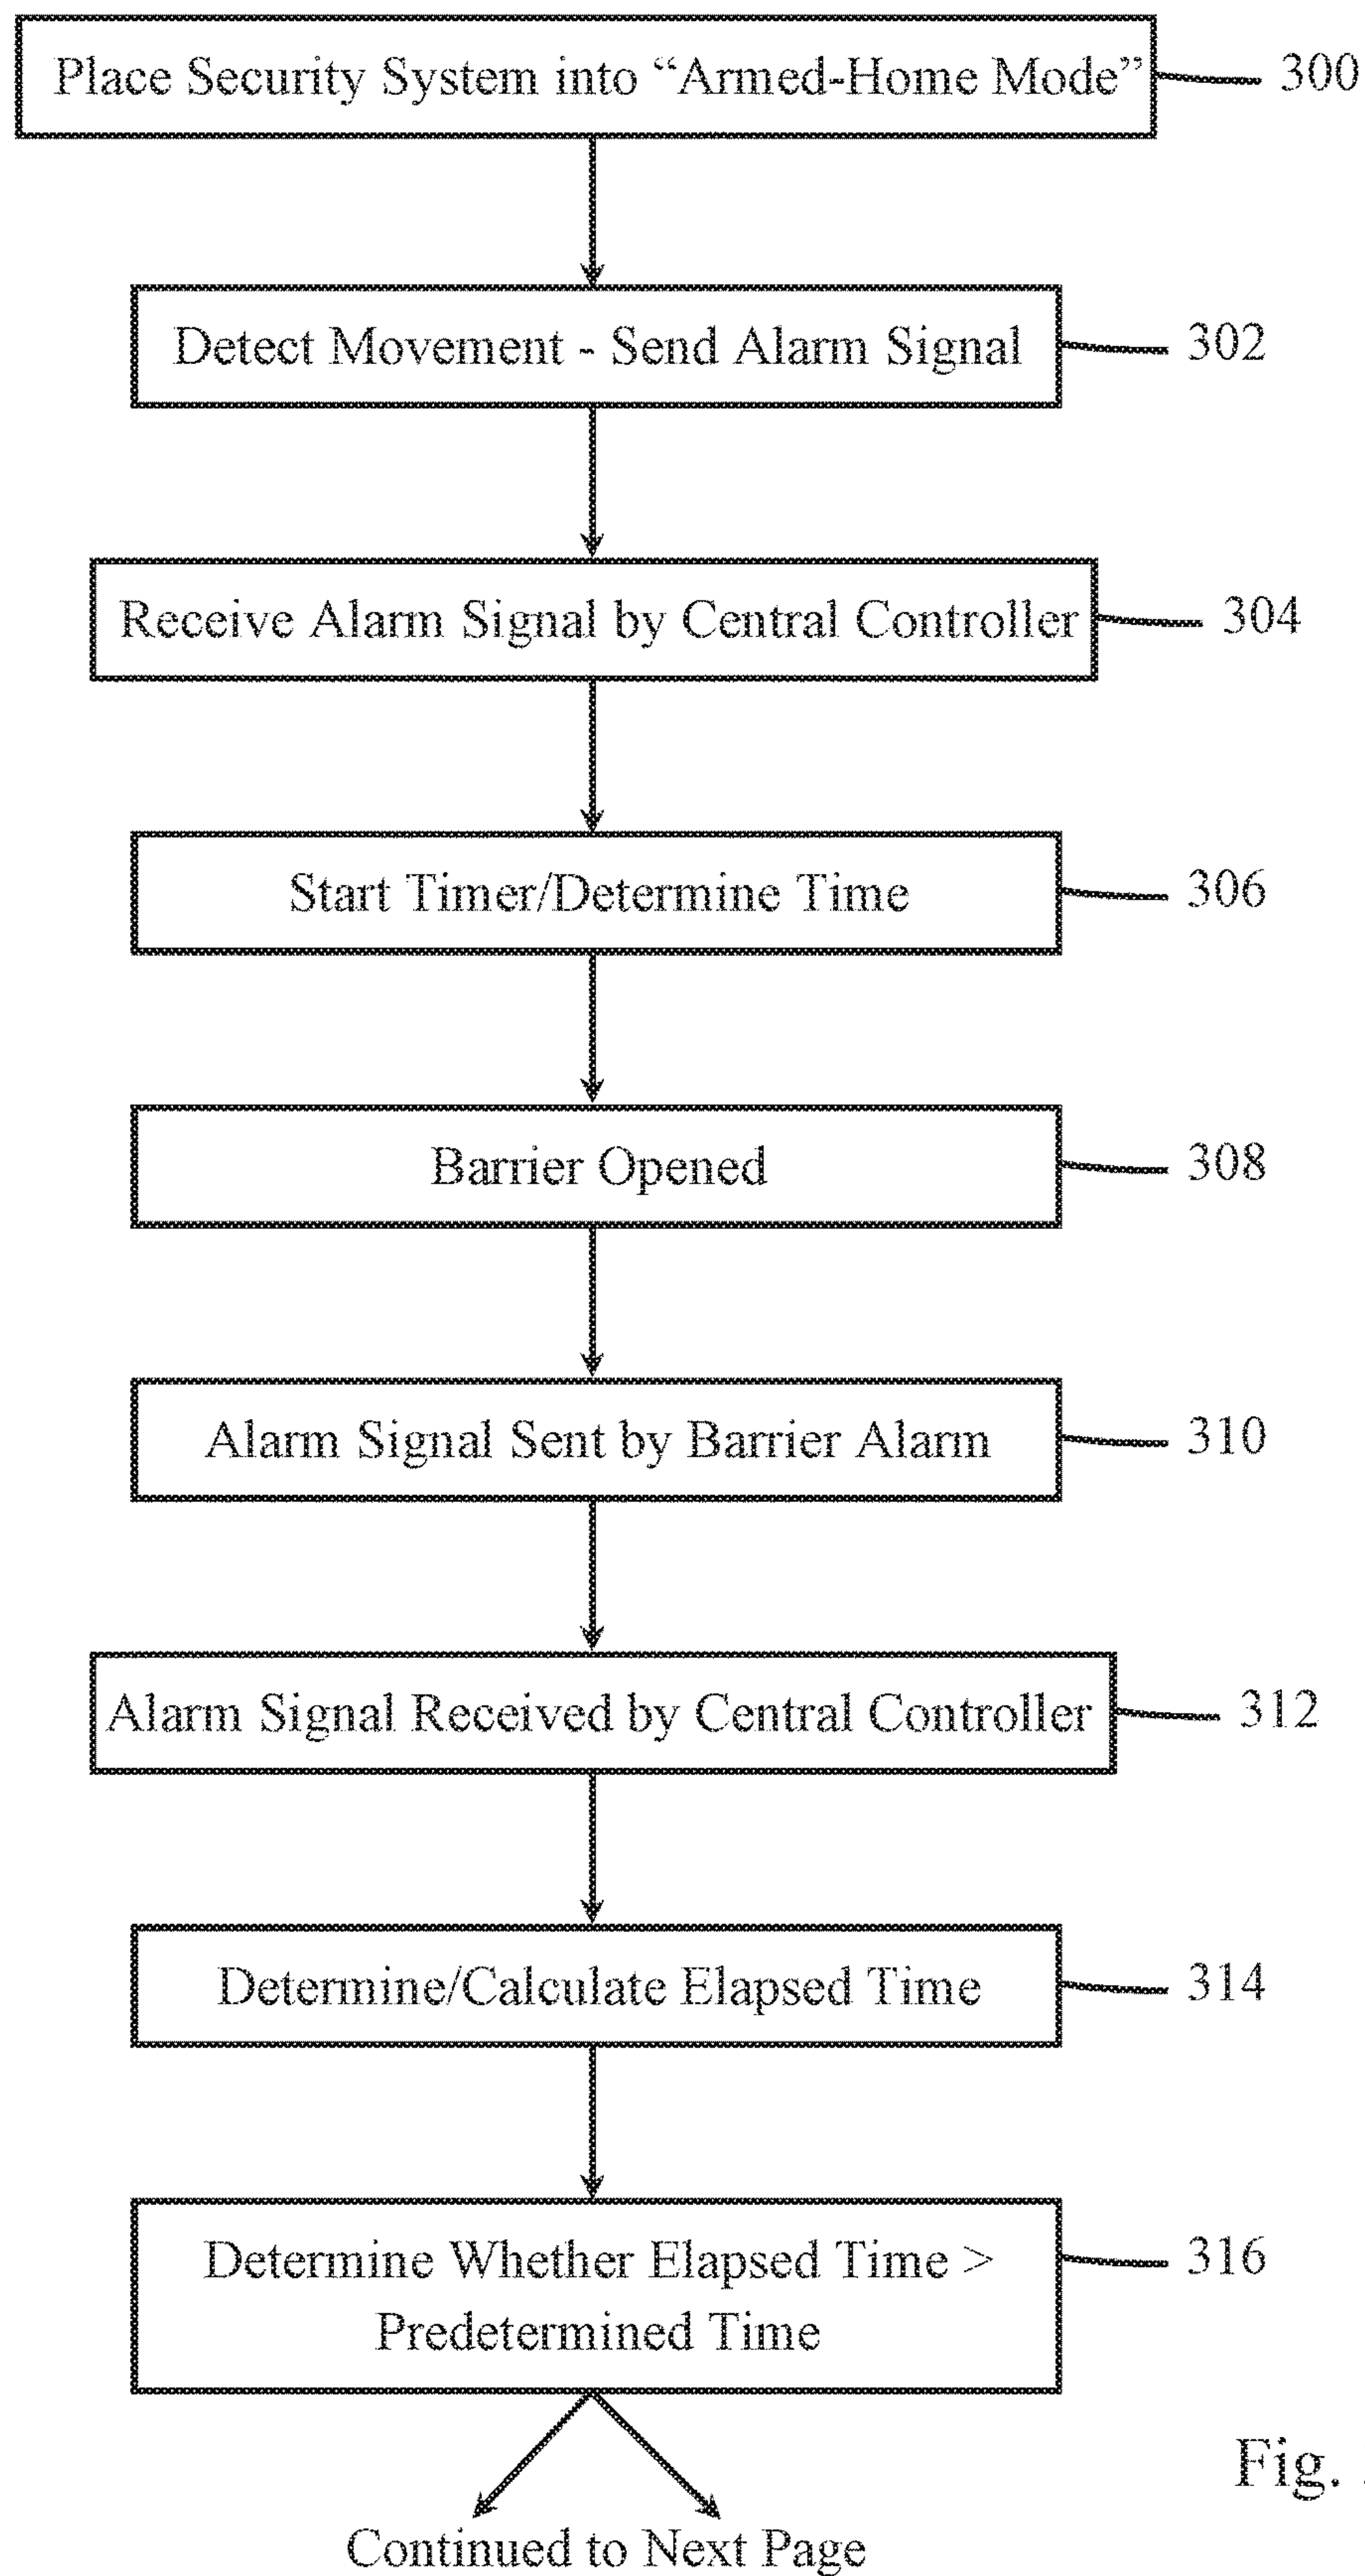 Place Security System into “Armed-Home Mode”
300
Detect Movement - Send Alarm Signal
302
Receive Alarm Signal by Central Controller
304
Start Timer/Determine Time
306
Barrier Opened
308
Alarm Signal Sent by Barrier Alarm
310
Alarm Signal Received by Central Controller
312
Determine/Calculate Elapsed Time
314
Determine Whether Elapsed Time >
Predetermined Time
316
Fig.
Continued to Next Page